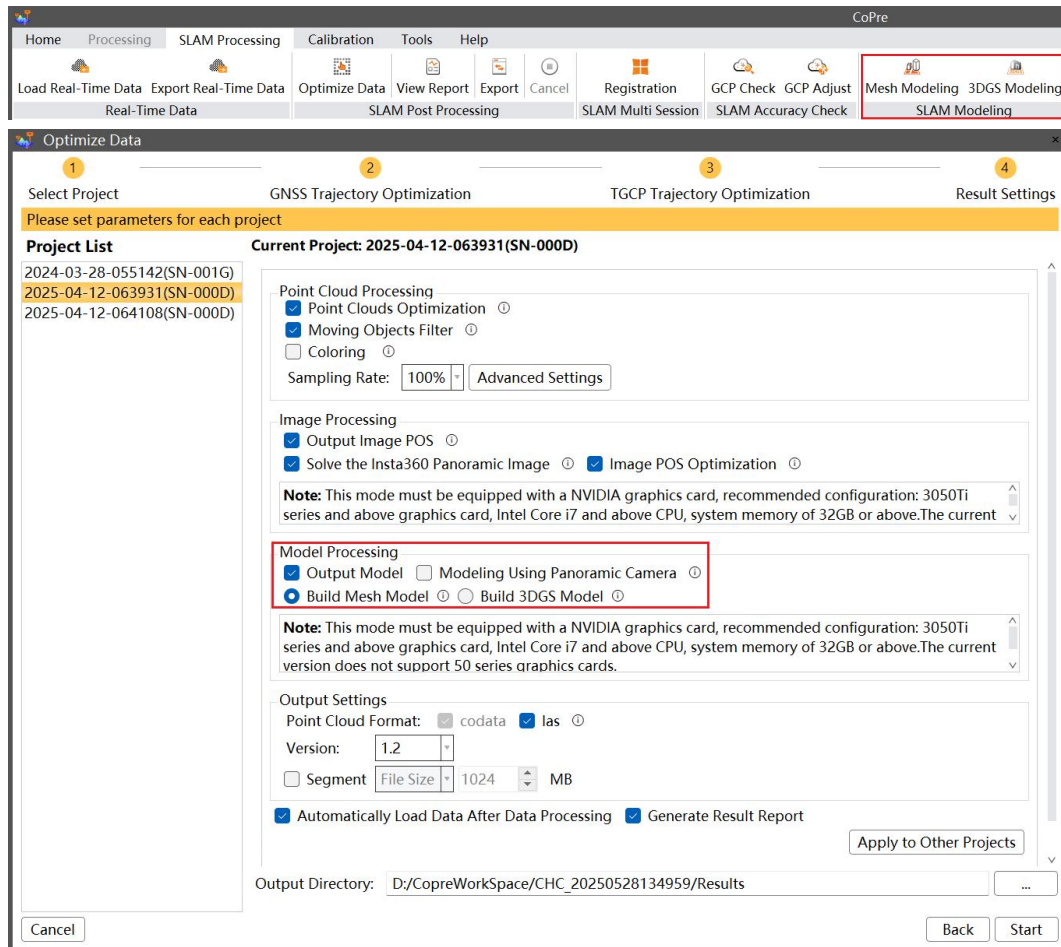 CoPre
Home Processing SLAM Processing Calibration Tools Help
Load Real-Time Data Export Real-Time Data Optimize Data View Report Export Cancel Registration GCP Check GCP Adjust Mesh Modeling 3DGS Modeling
Real-Time Data SLAM Post Processing SLAM Multi Session SLAM Accuracy Check SLAM Modeling
Optimize Data
1 2 3 4
Select Project GNSS Trajectory Optimization TGCP Trajectory Optimization Result Settings
Please set parameters for each project
Project List
2024-03-28-055142(SN-001G)
2025-04-12-063931(SN-000D)
2025-04-12-064108(SN-000D)
Current Project: 2025-04-12-063931(SN-000D)
Point Cloud Processing
Point Clouds Optimization
Moving Objects Filter
Coloring
Sampling Rate: 100% Advanced Settings
Image Processing
Output Image POS
Solve the Insta360 Panoramic Image Image POS Optimization
Note: This mode must be equipped with a NVIDIA graphics card, recommended configuration: 3050Ti
series and above graphics card, Intel Core i7 and above CPU, system memory of 32GB or above.The current
Model Processing
Output Model Modeling Using Panoramic Camera
Build Mesh Model Build 3DGS Model
Note: This mode must be equipped with a NVIDIA graphics card, recommended configuration: 3050Ti
series and above graphics card, Intel Core i7 and above CPU, system memory of 32GB or above.The current
version does not support 50 series graphics cards.
Output Settings
Point Cloud Format: codata las
Version: 1.2
Segment File Size 1024 MB
Automatically Load Data After Data Processing Generate Result Report
Apply to Other Projects
Output Directory: D:/CopreWorkSpace/CHC_20250528134959/Results ...
Cancel Back Start